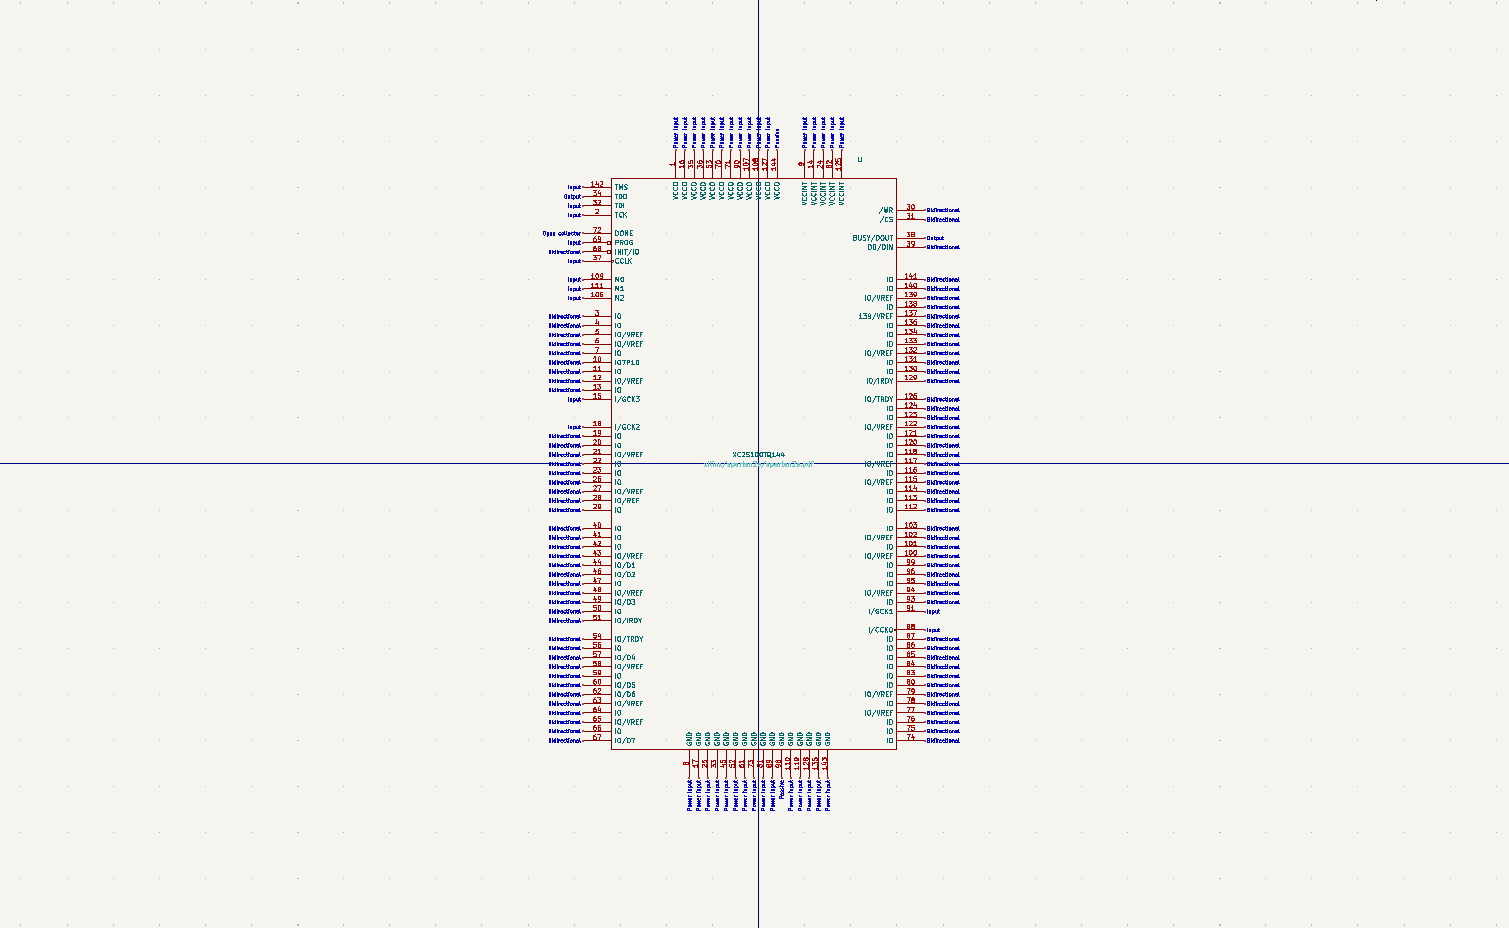 U
Input 142 TMS
Output 34 TDO
Input 32 TDI
Input 2 TCK
Open collector 72 DONE
Input 69 PROG
Bidirectional 68 INIT/IO
Input 37 CCLK
Input 109 M0
Input 111 M1
Input 106 M2
Bidirectional 3 IO
Bidirectional 4 IO
Bidirectional 5 IO/VREF
Bidirectional 6 IO/VREF
Bidirectional 7 IO
Bidirectional 10 IO7P10
Bidirectional 11 IO
Bidirectional 12 IO/VREF
Bidirectional 13 IO
Input 15 I/GCK3
Input 18 I/GCK2
Bidirectional 19 IO
Bidirectional 20 IO
Bidirectional 21 IO/VREF
Bidirectional 22 IO
Bidirectional 23 IO
Bidirectional 26 IO
Bidirectional 27 IO/VREF
Bidirectional 28 IO/REF
Bidirectional 29 IO
Bidirectional 40 IO
Bidirectional 41 IO
Bidirectional 42 IO
Bidirectional 43 IO/VREF
Bidirectional 44 IO/D1
Bidirectional 46 IO/D2
Bidirectional 47 IO
Bidirectional 48 IO/VREF
Bidirectional 49 IO/D3
Bidirectional 50 IO
Bidirectional 51 IO/IRDY
Bidirectional 54 IO/TRDY
Bidirectional 56 IO
Bidirectional 57 IO/D4
Bidirectional 58 IO/VREF
Bidirectional 59 IO
Bidirectional 60 IO/D5
Bidirectional 62 IO/D6
Bidirectional 63 IO/VREF
Bidirectional 64 IO
Bidirectional 65 IO/VREF
Bidirectional 66 IO
Bidirectional 67 IO/D7
Power input 1 VCCO
Power input 16 VCCO
Power input 35 VCCO
Power input 36 VCCO
Power input 53 VCCO
Power input 70 VCCO
Power input 71 VCCO
Power input 90 VCCO
Power input 107 VCCO
Power input 108 VCCO
Power input 127 VCCO
Passive 144 VCCO
Power input 9 VCCINT
Power input 14 VCCINT
Power input 24 VCCINT
Power input 92 VCCINT
Power input 125 VCCINT
XC2S100TQ144
/WR 30 Bidirectional
/CS 31 Bidirectional
BUSY/DOUT 38 Output
D0/DIN 39 Bidirectional
IO 141 Bidirectional
IO 140 Bidirectional
IO/VREF 139 Bidirectional
IO 138 Bidirectional
139/VREF 137 Bidirectional
IO 136 Bidirectional
IO 134 Bidirectional
IO 133 Bidirectional
IO/VREF 132 Bidirectional
IO 131 Bidirectional
IO 130 Bidirectional
IO/IRDY 129 Bidirectional
IO/TRDY 126 Bidirectional
IO 124 Bidirectional
IO 123 Bidirectional
IO/VREF 122 Bidirectional
IO 121 Bidirectional
IO 120 Bidirectional
IO 118 Bidirectional
IO/VREF 117 Bidirectional
IO 116 Bidirectional
IO/VREF 115 Bidirectional
IO 114 Bidirectional
IO 113 Bidirectional
IO 112 Bidirectional
IO 103 Bidirectional
IO/VREF 102 Bidirectional
IO 101 Bidirectional
IO/VREF 100 Bidirectional
IO 99 Bidirectional
IO 96 Bidirectional
IO 95 Bidirectional
IO/VREF 94 Bidirectional
IO 93 Bidirectional
I/GCK1 91 Input
I/CCK0 88 Input
IO 87 Bidirectional
IO 86 Bidirectional
IO 85 Bidirectional
IO 84 Bidirectional
IO 83 Bidirectional
IO 80 Bidirectional
IO/VREF 79 Bidirectional
IO 78 Bidirectional
IO/VREF 77 Bidirectional
IO 76 Bidirectional
IO 75 Bidirectional
IO 74 Bidirectional
GND 8 Power input
GND 17 Power input
GND 25 Power input
GND 33 Power input
GND 45 Power input
GND 52 Power input
GND 61 Power input
GND 73 Power input
GND 81 Power input
GND 89 Power input
GND 98 Passive
GND 110 Power input
GND 119 Power input
GND 128 Power input
GND 135 Power input
GND 143 Power input